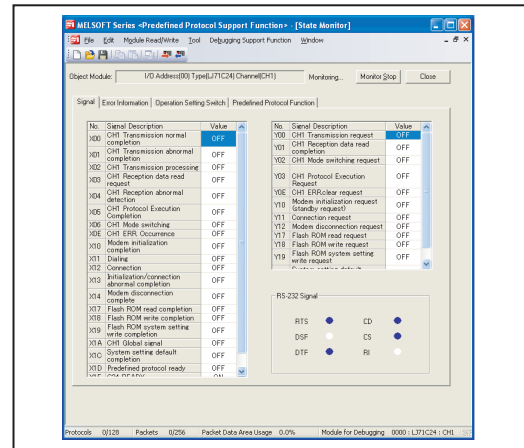 MELSOFT Series <Predefined Protocol Support Function> - [State Monitor]
File Edit Module Read/Write Tool Debugging Support Function Window
Object Module: I/O Address(00) Type(LJ71C24) Channel(CH1) Monitoring... Monitor Stop Close
Signal Error Information Operation Setting Switch Predefined Protocol Function
No. Signal Description Value
X00 CH1 Transmission normal completion OFF
X01 CH1 Transmission abnormal completion OFF
X02 CH1 Transmission processing OFF
X03 CH1 Reception data read request OFF
X04 CH1 Reception abnormal detection OFF
X05 CH1 Protocol Execution Completion OFF
X06 CH1 Mode switching OFF
X0E CH1 ERR. Occurrence OFF
X10 Modem initialization completion OFF
X11 Dialing OFF
X12 Connection OFF
X13 Initialization/connection abnormal completion OFF
X14 Modem disconnection complete OFF
X17 Flash ROM read completion OFF
X18 Flash ROM write completion OFF
X19 Flash ROM system setting write completion OFF
X1A CH1 Global signal OFF
X1C System setting default completion OFF
X1D Predefined protocol ready OFF
No. Signal Description Value
Y00 CH1 Transmission request OFF
Y01 CH1 Reception data read completion OFF
Y02 CH1 Mode switching request OFF
Y03 CH1 Protocol Execution Request OFF
Y0E CH1 ERR.clear request OFF
Y10 Modem initialization request (standby request) OFF
Y11 Connection request OFF
Y12 Modem disconnection request OFF
Y17 Flash ROM read request OFF
Y18 Flash ROM write request OFF
Y19 Flash ROM system setting write request OFF
RS-232 Signal
RTS CD
DSF CS
DTF RI
Protocols 0/128 Packets 0/256 Packet Data Area Usage 0.0% Module for Debugging 0000 : LJ71C24 : CH1